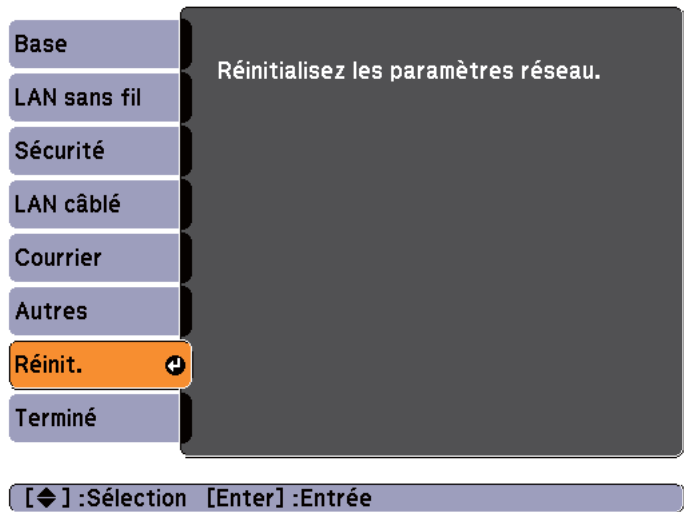 Base
Réinitialisez les paramètres réseau.
LAN sans fil
Sécurité
LAN câblé
Courrier
Autres
Réinit.
Terminé
[◆] :Sélection [Enter] :Entrée